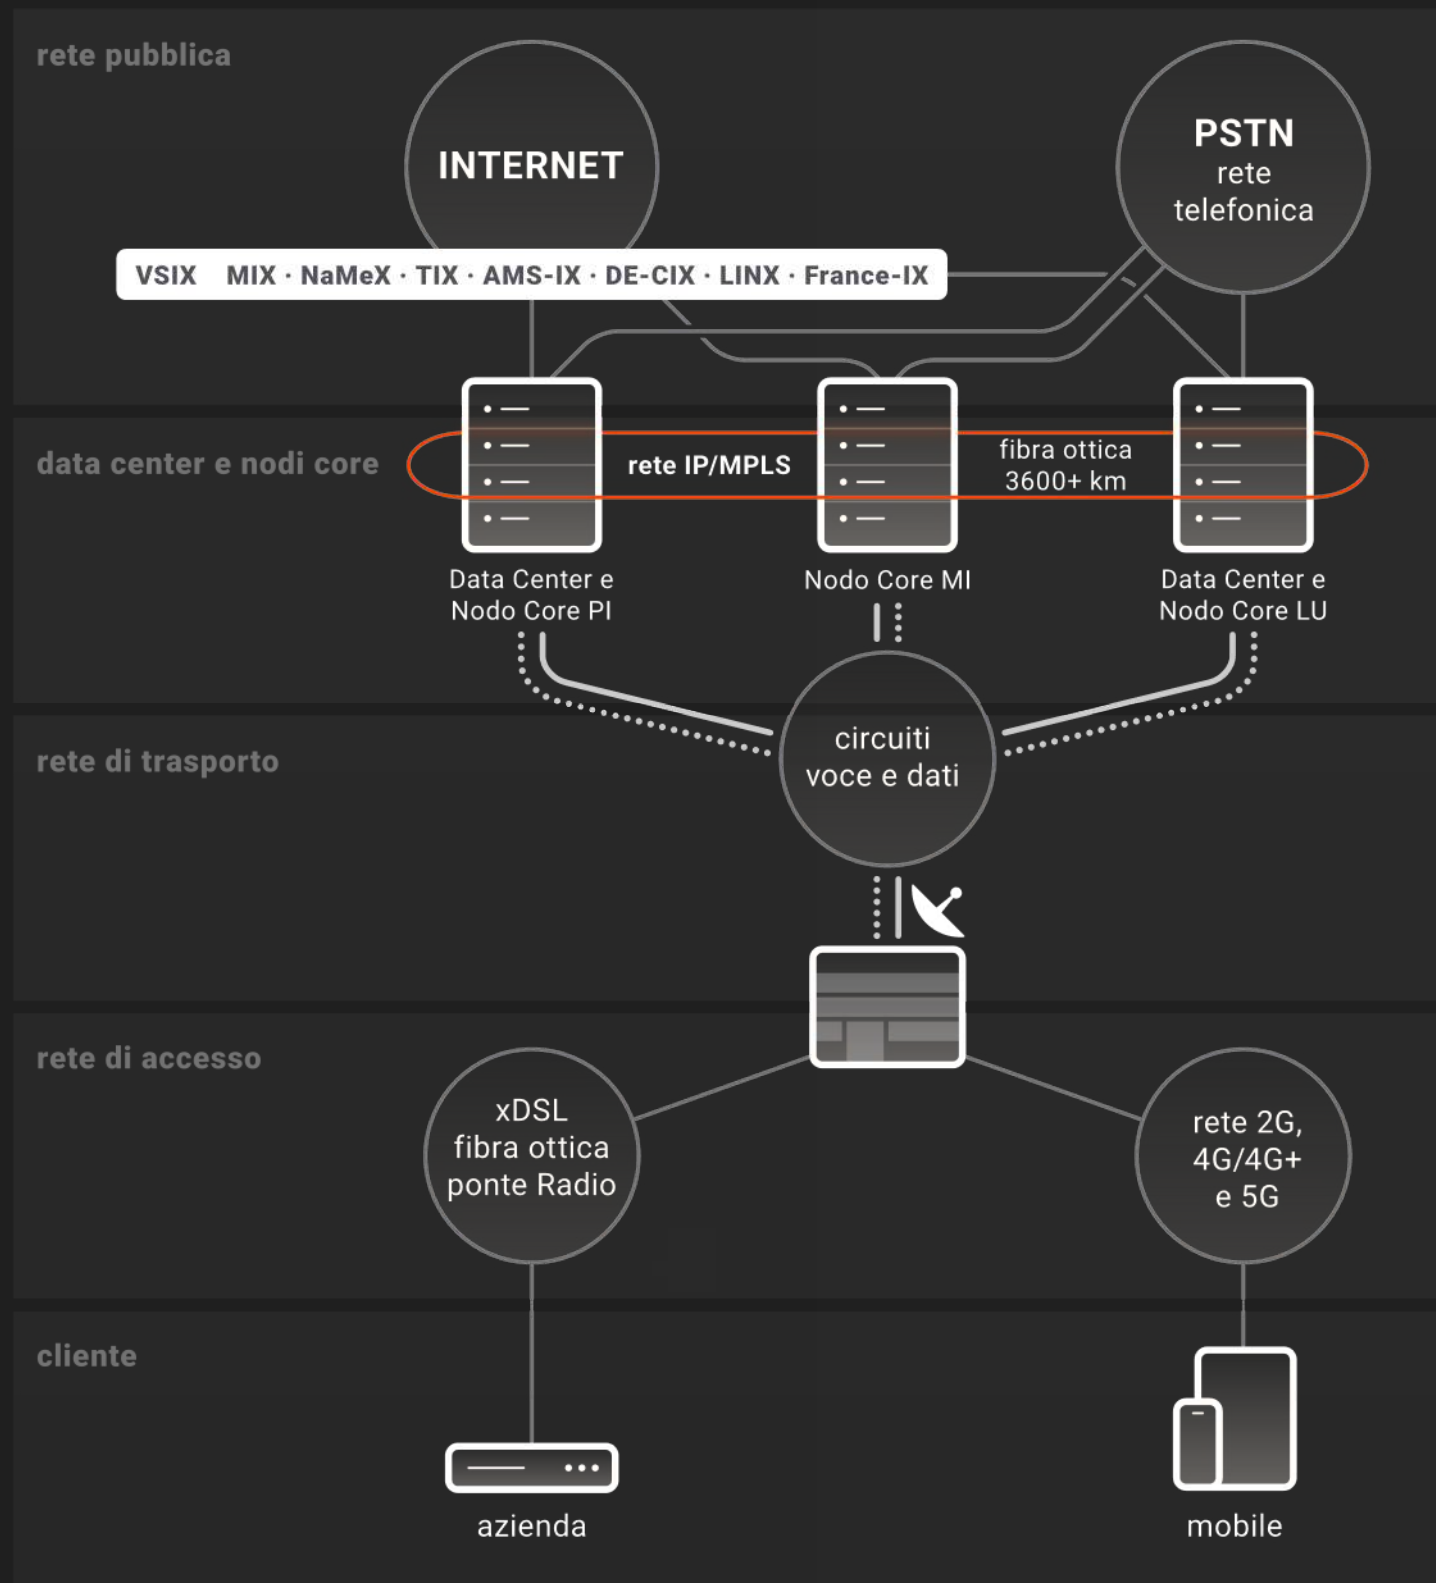 rete pubblica
INTERNET
PSTN
rete
telefonica
VSIX MIX · NaMeX · TIX · AMS-IX · DE-CIX · LINX · France-IX
data center e nodi core
rete IP/MPLS
fibra ottica
3600+ km
Data Center e
Nodo Core PI
Nodo Core MI
Data Center e
Nodo Core LU
rete di trasporto
circuiti
voce e dati
rete di accesso
xDSL
fibra ottica
ponte Radio
rete 2G,
4G/4G+
e 5G
cliente
azienda
mobile